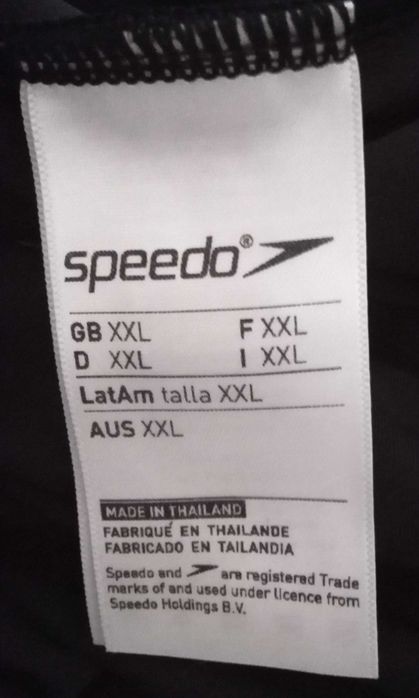 speedo®
GB XXL F XXL
D XXL I XXL
LatAm talla XXL
AUS XXL
MADE IN THAILAND
FABRIQUÉ EN THAILANDE
FABRICADO EN TAILANDIA
Speedo and are registered Trade
marks of and used under licence from
Speedo Holdings B.V.